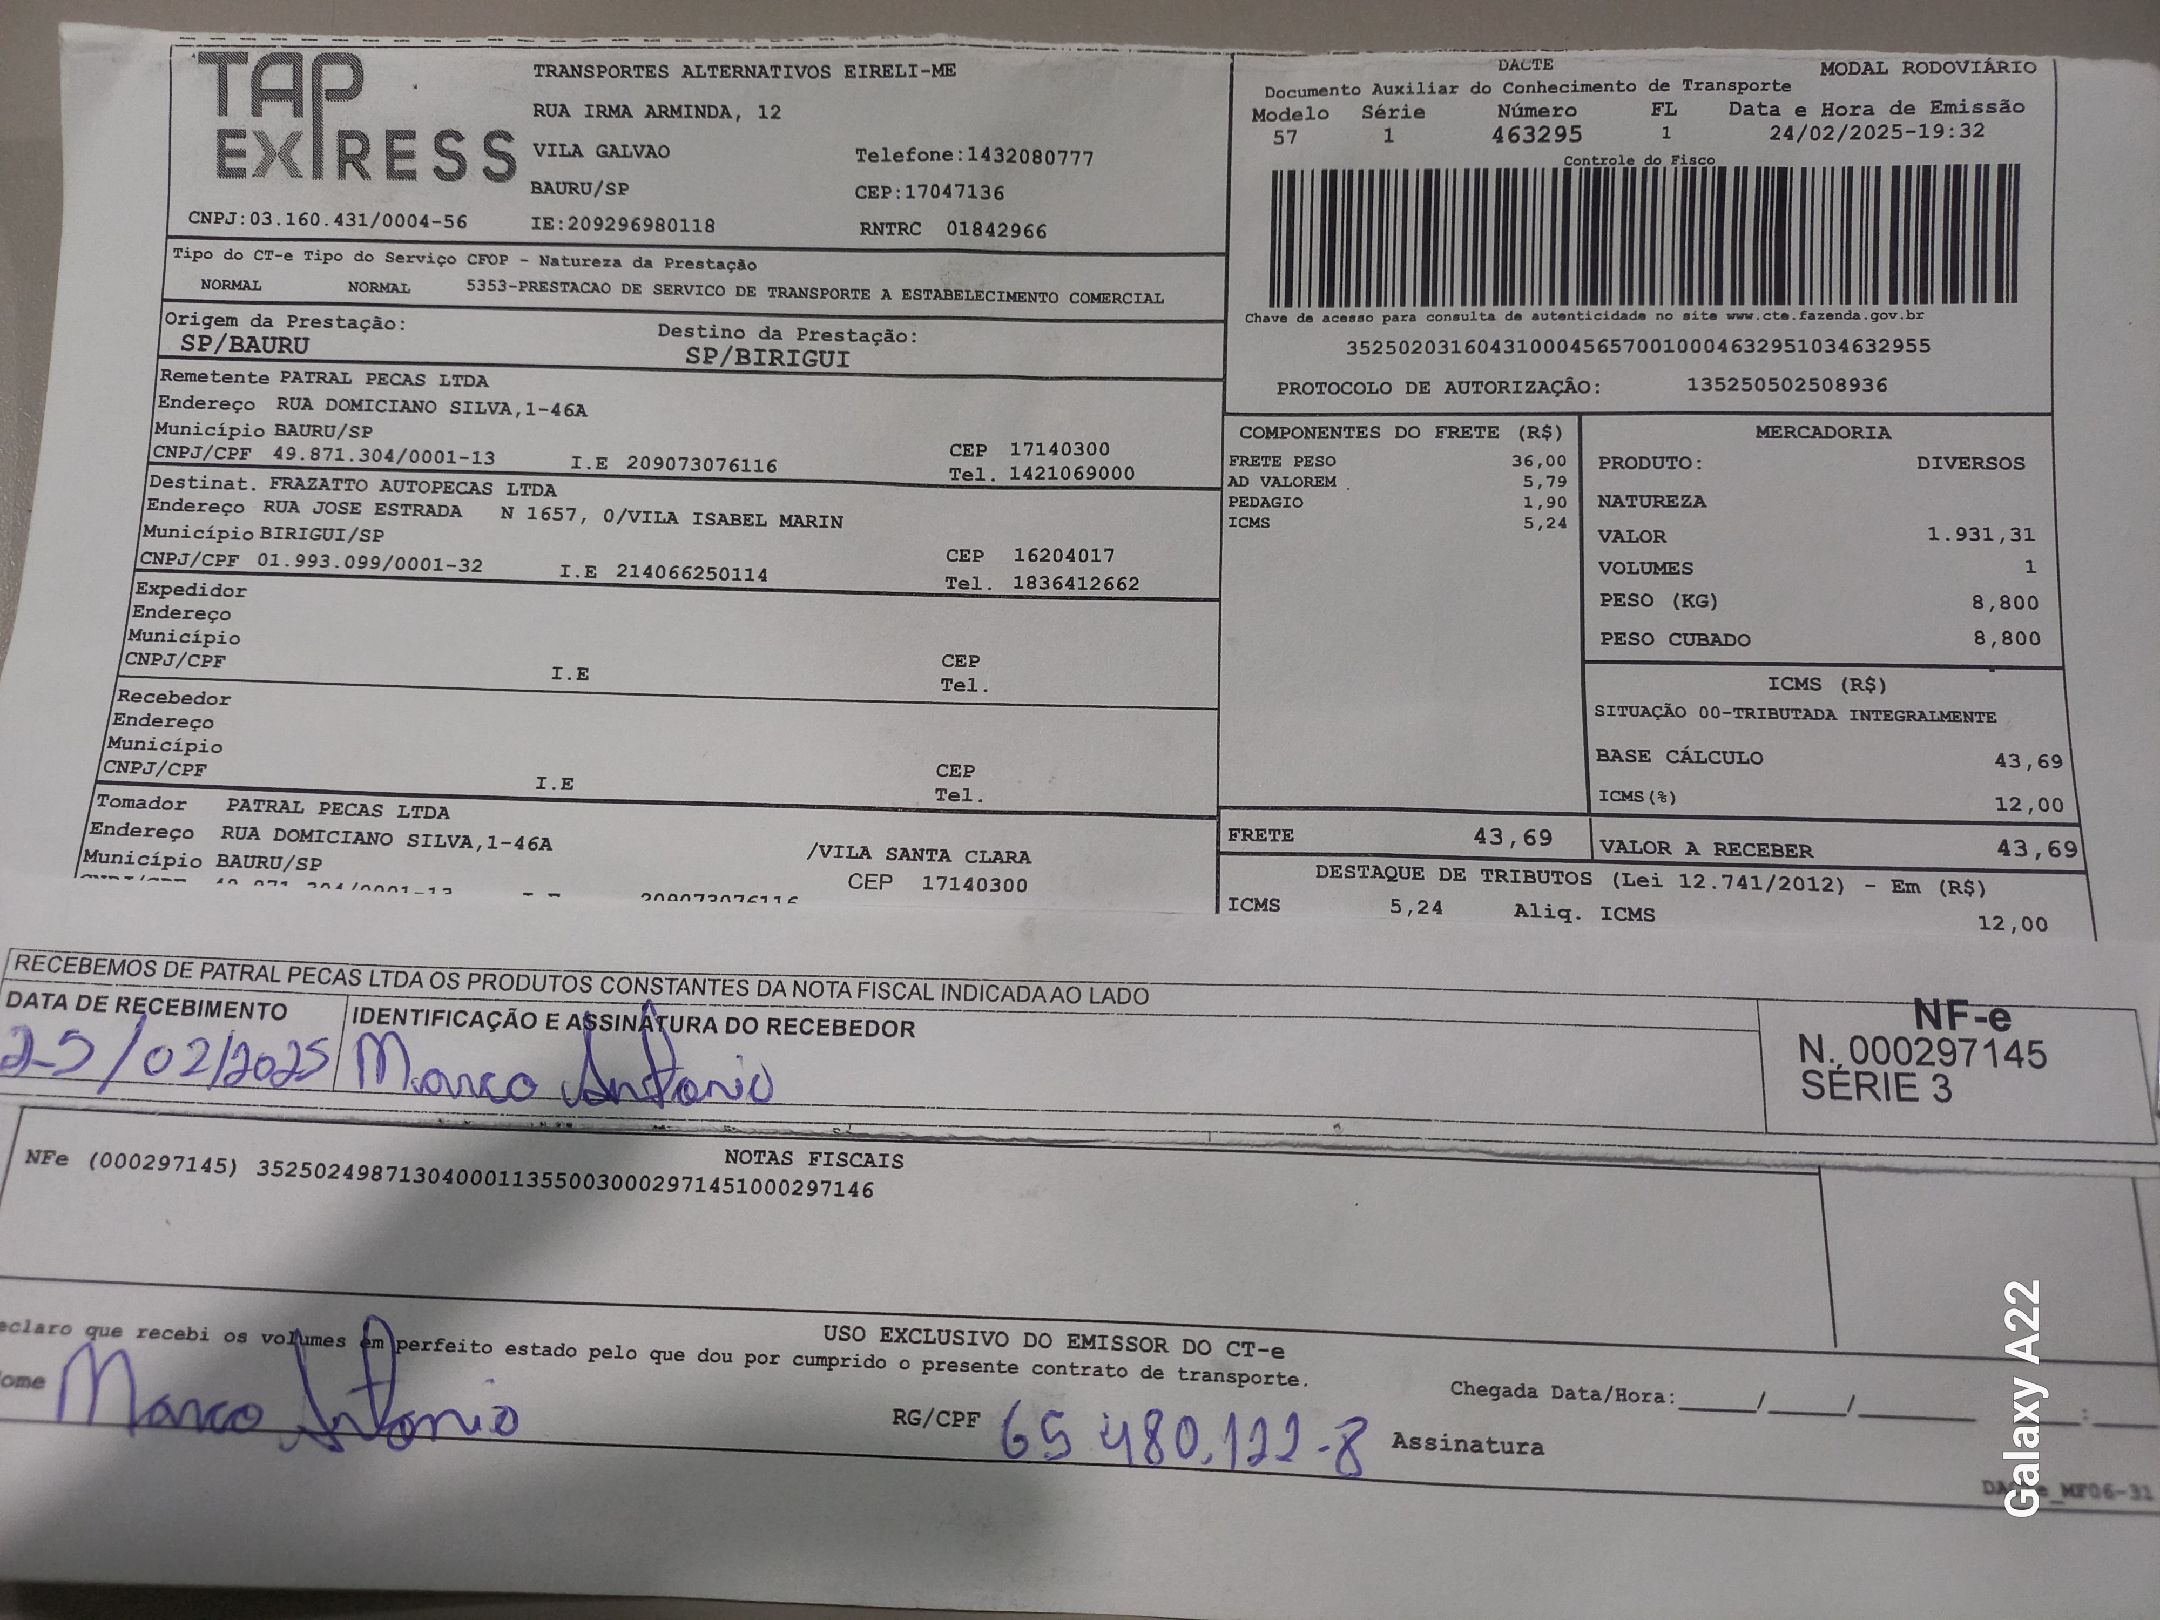 TAP
EXPRESS
TRANSPORTES ALTERNATIVOS EIRELI-ME
RUA IRMA ARMINDA, 12
VILA GALVAO
Telefone:1432080777
BAURU/SP
CEP:17047136
CNPJ:03.160.431/0004-56
IE:209296980118
RNTRC 01842966
DACTE
MODAL RODOVIÁRIO
Documento Auxiliar do Conhecimento de Transporte
Modelo Série Número FL Data e Hora de Emissão
57 1 463295 1 24/02/2025-19:32
Controle do Fisco
Chave de acesso para consulta de autenticidade no site www.cte.fazenda.gov.br
35250203160431000456570010004632951034632955
PROTOCOLO DE AUTORIZAÇÃO: 135250502508936
Tipo do CT-e Tipo do Serviço CFOP - Natureza da Prestação
NORMAL NORMAL 5353-PRESTACAO DE SERVICO DE TRANSPORTE A ESTABELECIMENTO COMERCIAL
Origem da Prestação:
SP/BAURU
Destino da Prestação:
SP/BIRIGUI
Remetente PATRAL PECAS LTDA
Endereço RUA DOMICIANO SILVA,1-46A
Município BAURU/SP
CEP 17140300
CNPJ/CPF 49.871.304/0001-13 I.E 209073076116 Tel. 1421069000
Destinat. FRAZATTO AUTOPECAS LTDA
Endereço RUA JOSE ESTRADA N 1657, 0/VILA ISABEL MARIN
Município BIRIGUI/SP
CEP 16204017
CNPJ/CPF 01.993.099/0001-32 I.E 214066250114 Tel. 1836412662
Expedidor
Endereço
Município
CEP
CNPJ/CPF I.E Tel.
Recebedor
Endereço
Município
CEP
CNPJ/CPF I.E Tel.
Tomador PATRAL PECAS LTDA
Endereço RUA DOMICIANO SILVA,1-46A /VILA SANTA CLARA
Município BAURU/SP CEP 17140300
COMPONENTES DO FRETE (R$)
FRETE PESO 36,00
AD VALOREM 5,79
PEDAGIO 1,90
ICMS 5,24
MERCADORIA
PRODUTO: DIVERSOS
NATUREZA
VALOR 1.931,31
VOLUMES 1
PESO (KG) 8,800
PESO CUBADO 8,800
ICMS (R$)
SITUAÇÃO 00-TRIBUTADA INTEGRALMENTE
BASE CÁLCULO 43,69
ICMS(%) 12,00
FRETE 43,69
VALOR A RECEBER 43,69
DESTAQUE DE TRIBUTOS (Lei 12.741/2012) - Em (R$)
ICMS 5,24 Aliq. ICMS 12,00
RECEBEMOS DE PATRAL PECAS LTDA OS PRODUTOS CONSTANTES DA NOTA FISCAL INDICADA AO LADO
DATA DE RECEBIMENTO
IDENTIFICAÇÃO E ASSINATURA DO RECEBEDOR
25/02/2025
Marco Antonio
NF-e
N. 000297145
SÉRIE 3
NOTAS FISCAIS
NFe (000297145) 35250249871304000113550030002971451000297146
USO EXCLUSIVO DO EMISSOR DO CT-e
eclaro que recebi os volumes em perfeito estado pelo que dou por cumprido o presente contrato de transporte.
ome Marco Antonio
RG/CPF 65 480.122-8
Assinatura
Chegada Data/Hora:_____/_____/_____ :
Galaxy A22